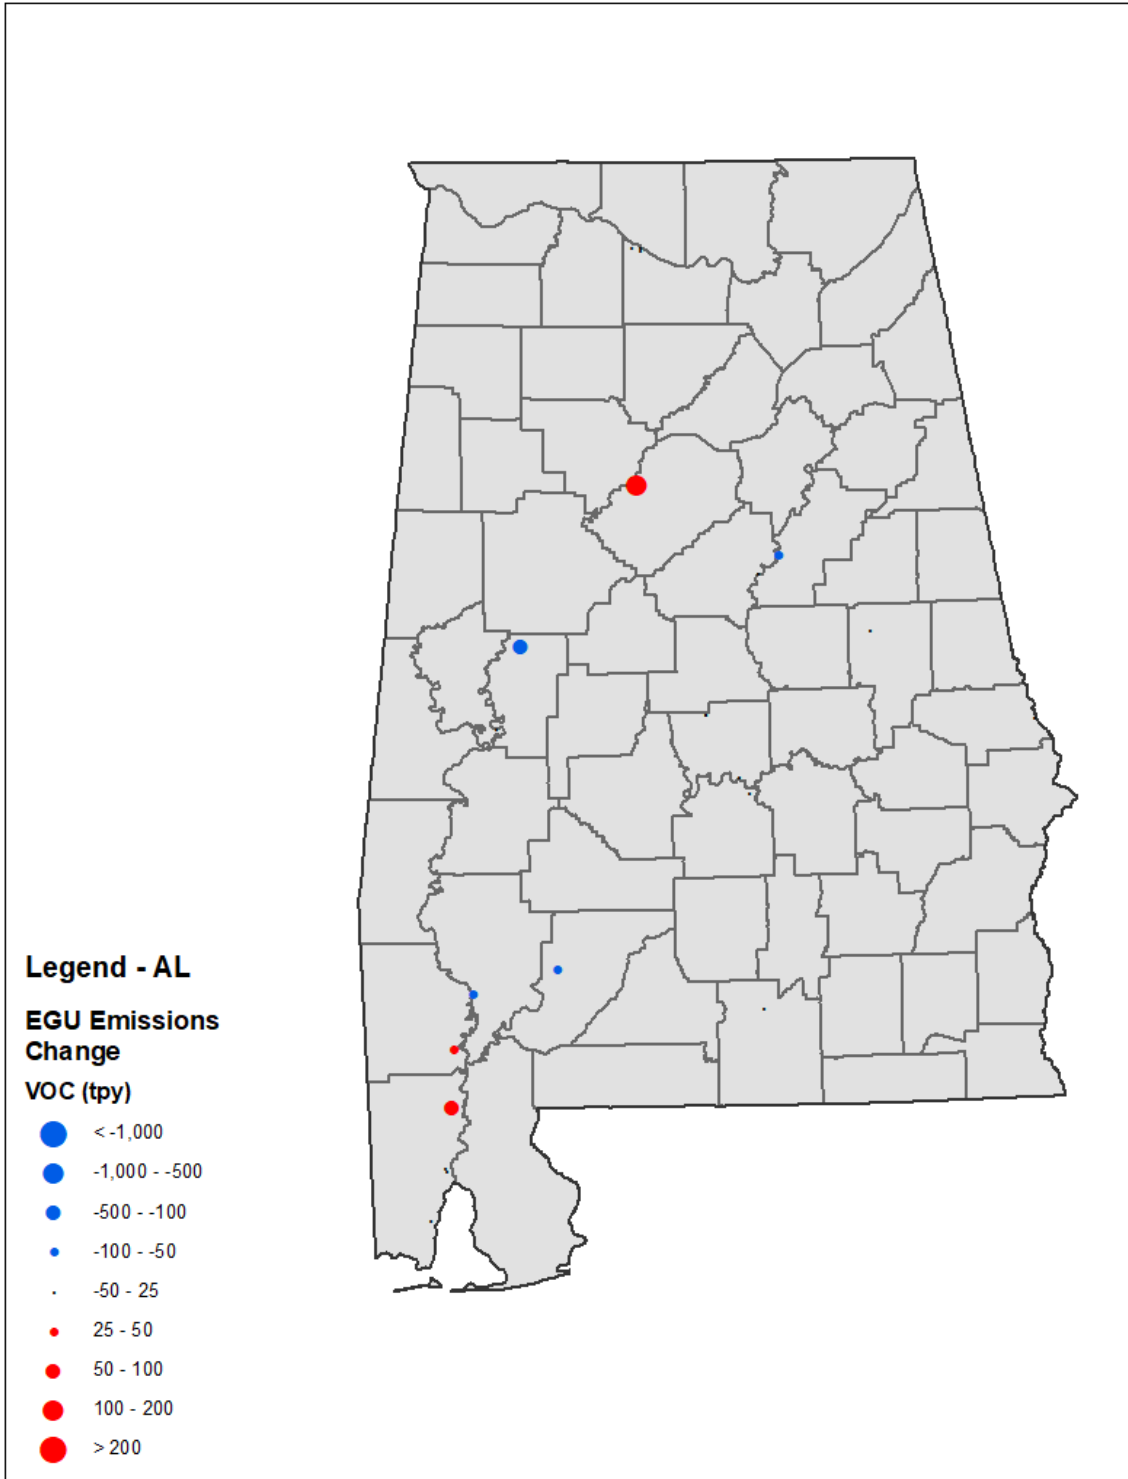 Legend - AL
EGU Emissions
Change
VOC (tpy)
< -1,000
-1,000 - -500
-500 - -100
-100 - -50
-50 - 25
25 - 50
50 - 100
100 - 200
> 200